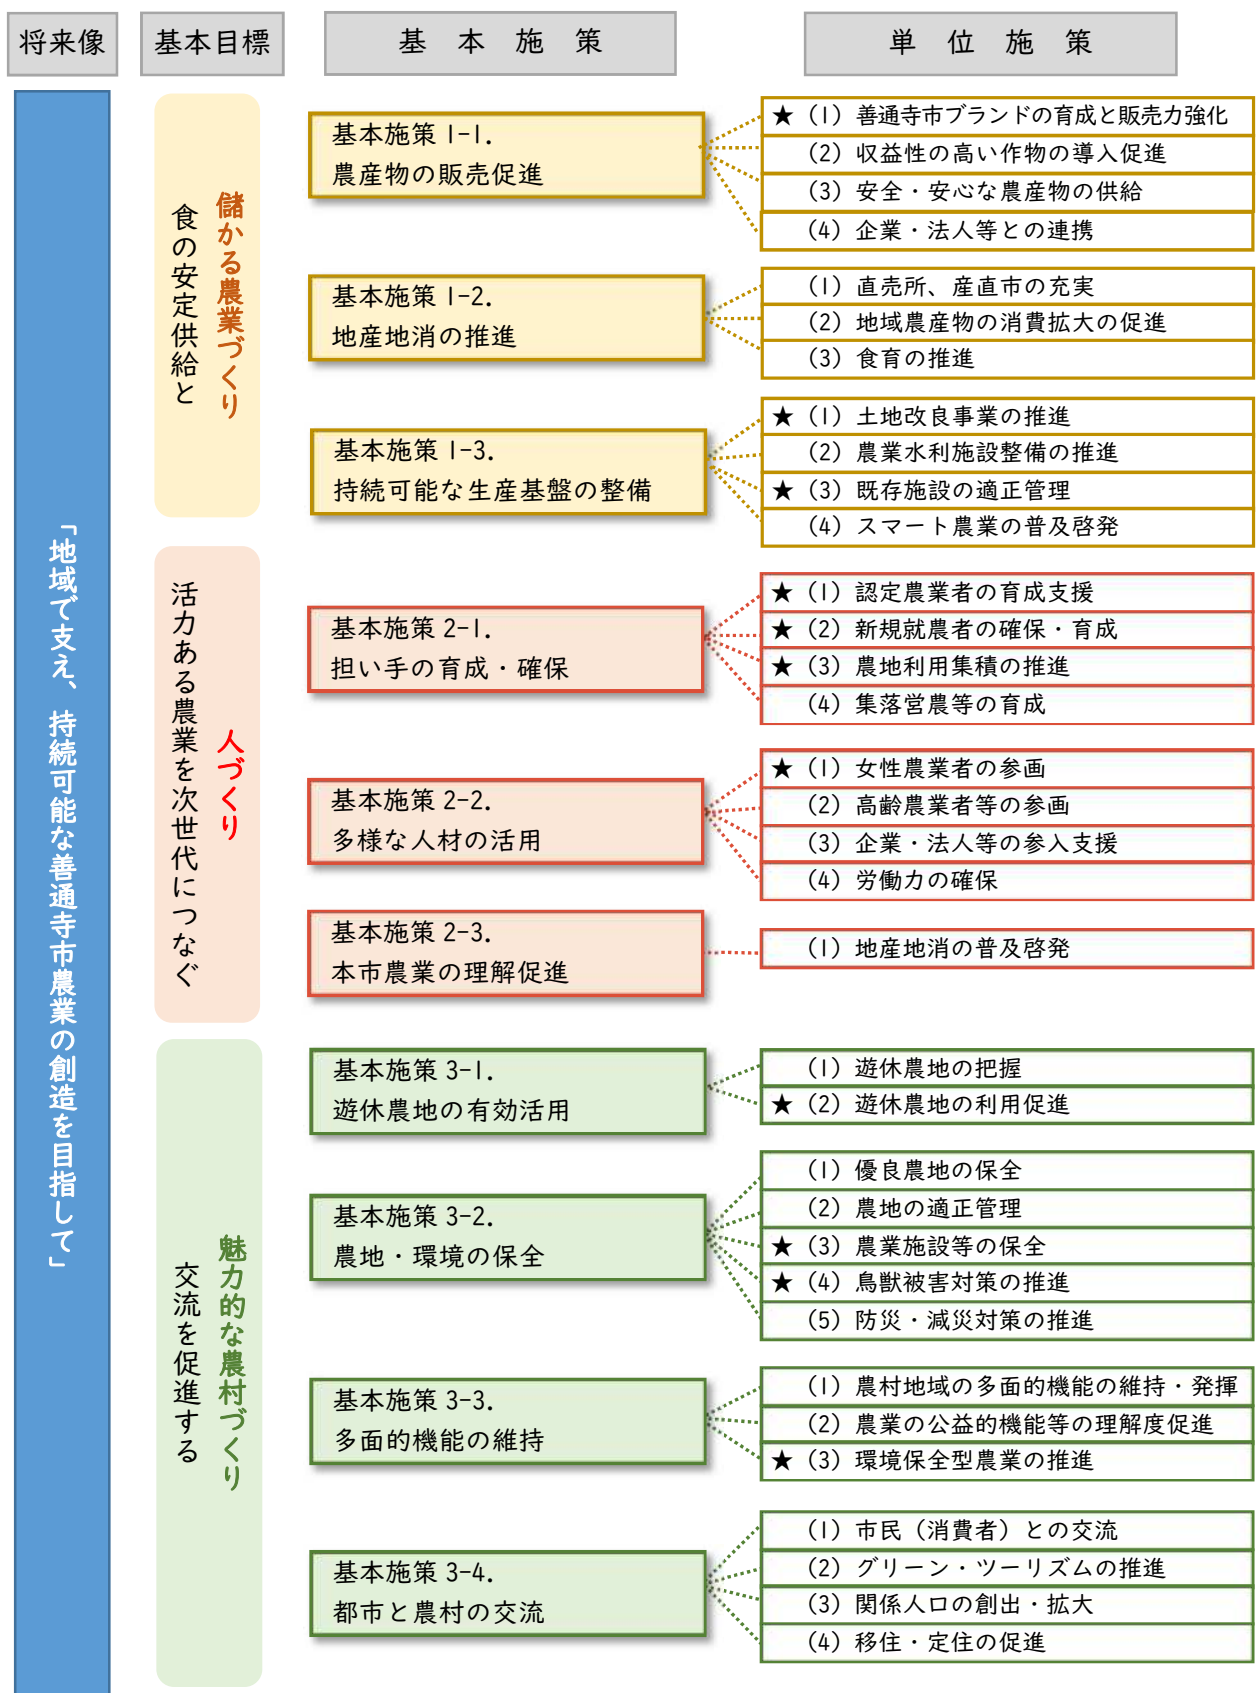 将来像
基本目標
基本施策
単位施策
「地域で支え、持続可能な善通寺市農業の創造を目指して」
食の安定供給と
儲かる農業づくり
基本施策 1-1.
農産物の販売促進
★(1) 善通寺市ブランドの育成と販売力強化
(2) 収益性の高い作物の導入促進
(3) 安全・安心な農産物の供給
(4) 企業・法人等との連携
基本施策 1-2.
地産地消の推進
(1) 直売所、産直市の充実
(2) 地域農産物の消費拡大の促進
(3) 食育の推進
基本施策 1-3.
持続可能な生産基盤の整備
★(1) 土地改良事業の推進
(2) 農業水利施設整備の推進
★(3) 既存施設の適正管理
(4) スマート農業の普及啓発
活力ある農業を次世代につなぐ
人づくり
基本施策 2-1.
担い手の育成・確保
★(1) 認定農業者の育成支援
★(2) 新規就農者の確保・育成
★(3) 農地利用集積の推進
(4) 集落営農等の育成
基本施策 2-2.
多様な人材の活用
★(1) 女性農業者の参画
(2) 高齢農業者等の参画
(3) 企業・法人等の参入支援
(4) 労働力の確保
基本施策 2-3.
本市農業の理解促進
(1) 地産地消の普及啓発
交流を促進する
魅力的な農村づくり
基本施策 3-1.
遊休農地の有効活用
(1) 遊休農地の把握
★(2) 遊休農地の利用促進
基本施策 3-2.
農地・環境の保全
(1) 優良農地の保全
(2) 農地の適正管理
★(3) 農業施設等の保全
★(4) 鳥獣被害対策の推進
(5) 防災・減災対策の推進
基本施策 3-3.
多面的機能の維持
(1) 農村地域の多面的機能の維持・発揮
(2) 農業の公益的機能等の理解度促進
★(3) 環境保全型農業の推進
基本施策 3-4.
都市と農村の交流
(1) 市民(消費者)との交流
(2) グリーン・ツーリズムの推進
(3) 関係人口の創出・拡大
(4) 移住・定住の促進